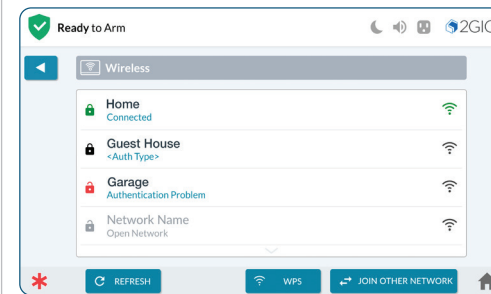 Ready to Arm
2GIG
Wireless
Home
Connected
Guest House
<Auth Type>
Garage
Authentication Problem
Network Name
Open Network
REFRESH
WPS
JOIN OTHER NETWORK